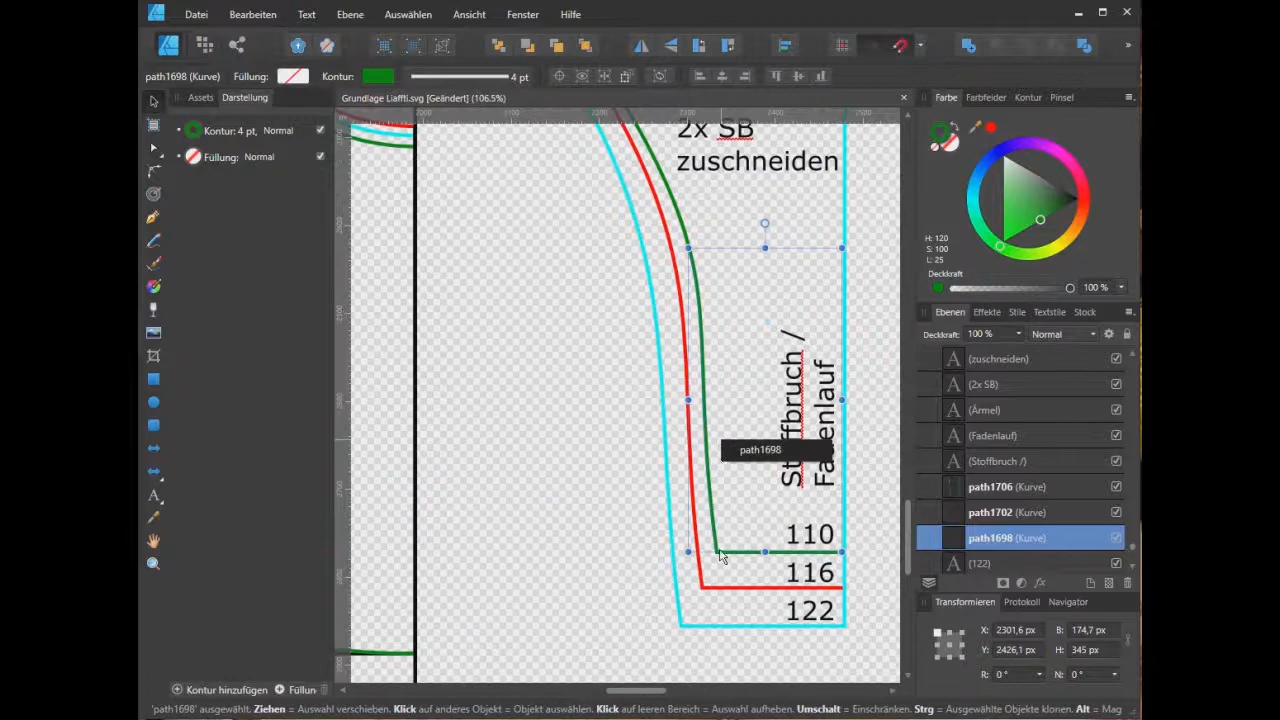 Datei Bearbeiten Text Ebene Auswählen Ansicht Fenster Hilfe
path1698 (Kurve) Füllung: Kontur: 4 pt
Assets Darstellung
Grundlage Liaffli.svg [Geändert] (106.5%)
Farbe Farbfelder Kontur Pinsel
Kontur: 4 pt, Normal
Füllung: Normal
2x SB
zuschneiden
H: 120
S: 100
L: 25
Deckkraft
100 %
Ebenen Effekte Stile Textstile Stock
Deckkraft: 100 % Normal
(zuschneiden)
(2x SB)
(Ärmel)
(Fadenlauf)
(Stoffbruch /)
path1706 (Kurve)
path1702 (Kurve)
path1698 (Kurve)
(122)
Stoffbruch /
Fadenlauf
path1698
110
116
122
Transformieren Protokoll Navigator
X: 2301,6 px B: 174,7 px
Y: 2426,1 px H: 345 px
R: 0 ° N: 0 °
Kontur hinzufügen Füllun
'path1698' ausgewählt. Ziehen = Auswahl verschieben. Klick auf anderes Objekt = Objekt auswählen. Klick auf leeren Bereich = Auswahl aufheben. Umschalt = Einschränken. Strg = Ausgewählte Objekte klonen. Alt = Mag